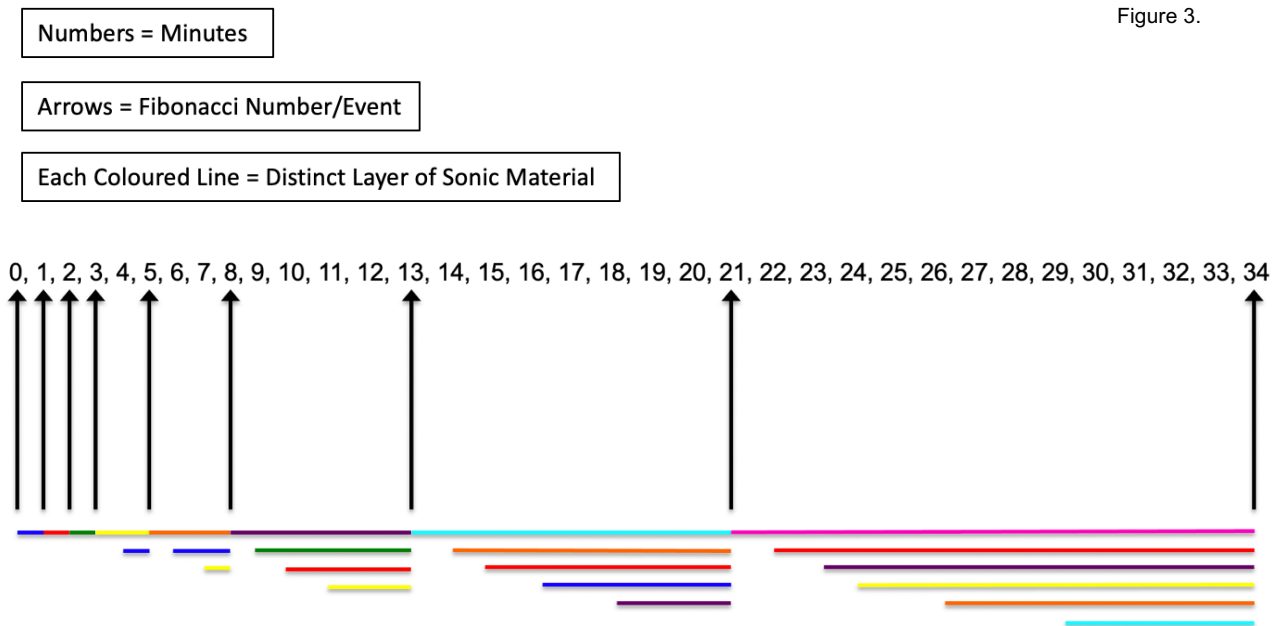 Figure 3.
Numbers = Minutes
Arrows = Fibonacci Number/Event
Each Coloured Line = Distinct Layer of Sonic Material
0, 1, 2, 3, 4, 5, 6, 7, 8, 9, 10, 11, 12, 13, 14, 15, 16, 17, 18, 19, 20, 21, 22, 23, 24, 25, 26, 27, 28, 29, 30, 31, 32, 33, 34